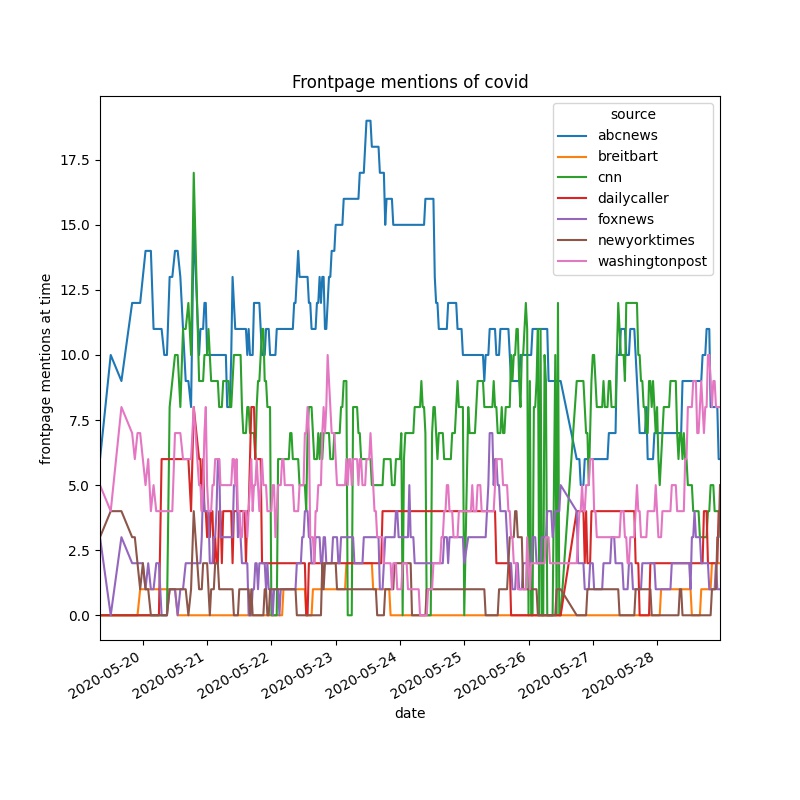 Frontpage mentions of covid
source
abcnews
breitbart
cnn
dailycaller
foxnews
newyorktimes
washingtonpost
frontpage mentions at time
17.5
15.0
12.5
10.0
7.5
5.0
2.5
0.0
2020-05-20
2020-05-21
2020-05-22
2020-05-23
2020-05-24
2020-05-25
2020-05-26
2020-05-27
2020-05-28
date